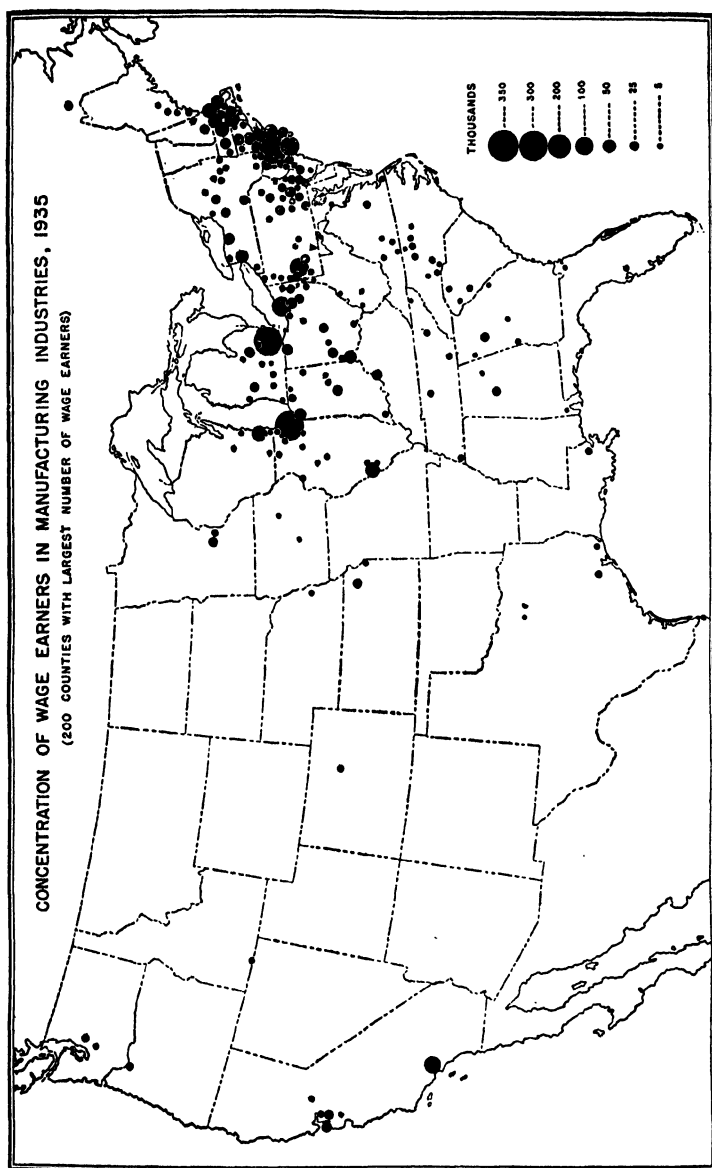 CONCENTRATION OF WAGE EARNERS IN MANUFACTURING INDUSTRIES, 1935
(200 COUNTIES WITH LARGEST NUMBER OF WAGE EARNERS)
THOUSANDS
350
300
200
100
50
25
5